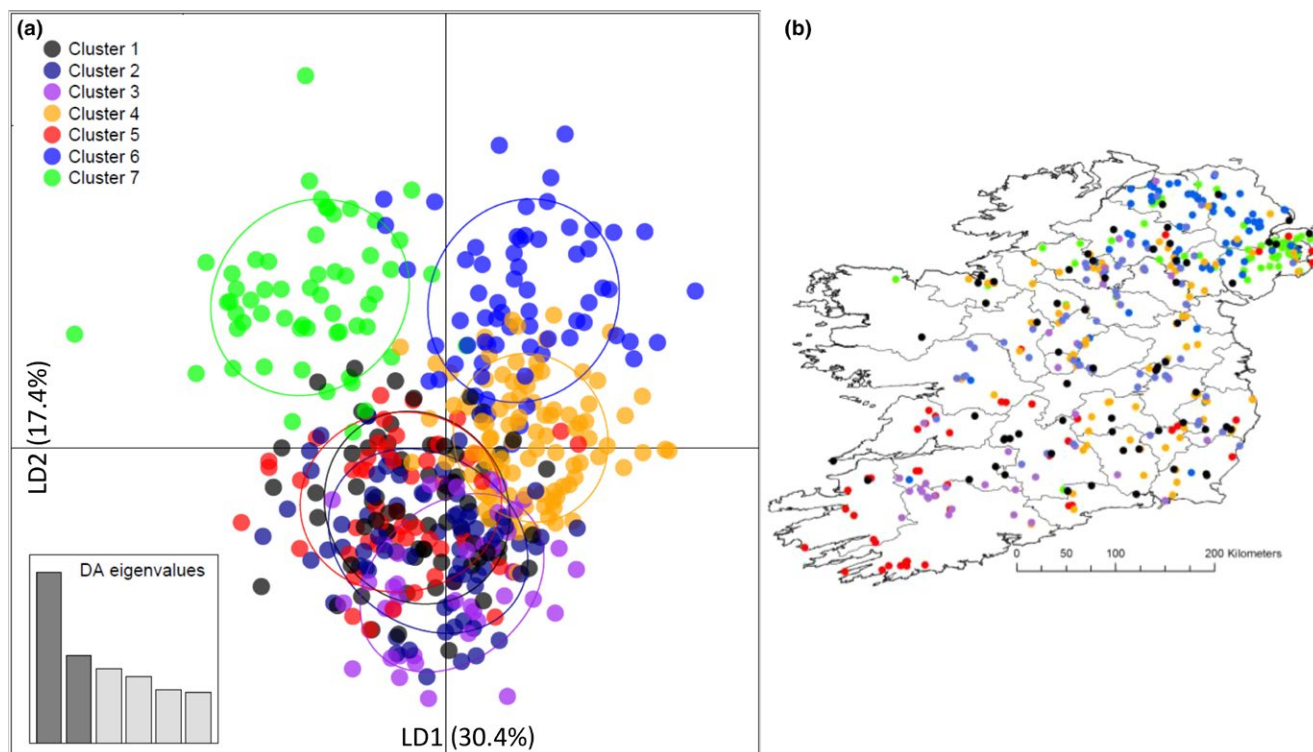 (a)
Cluster 1
Cluster 2
Cluster 3
Cluster 4
Cluster 5
Cluster 6
Cluster 7
LD2 (17.4%)
DA eigenvalues
LD1 (30.4%)
(b)
0 50 100 200 Kilometers